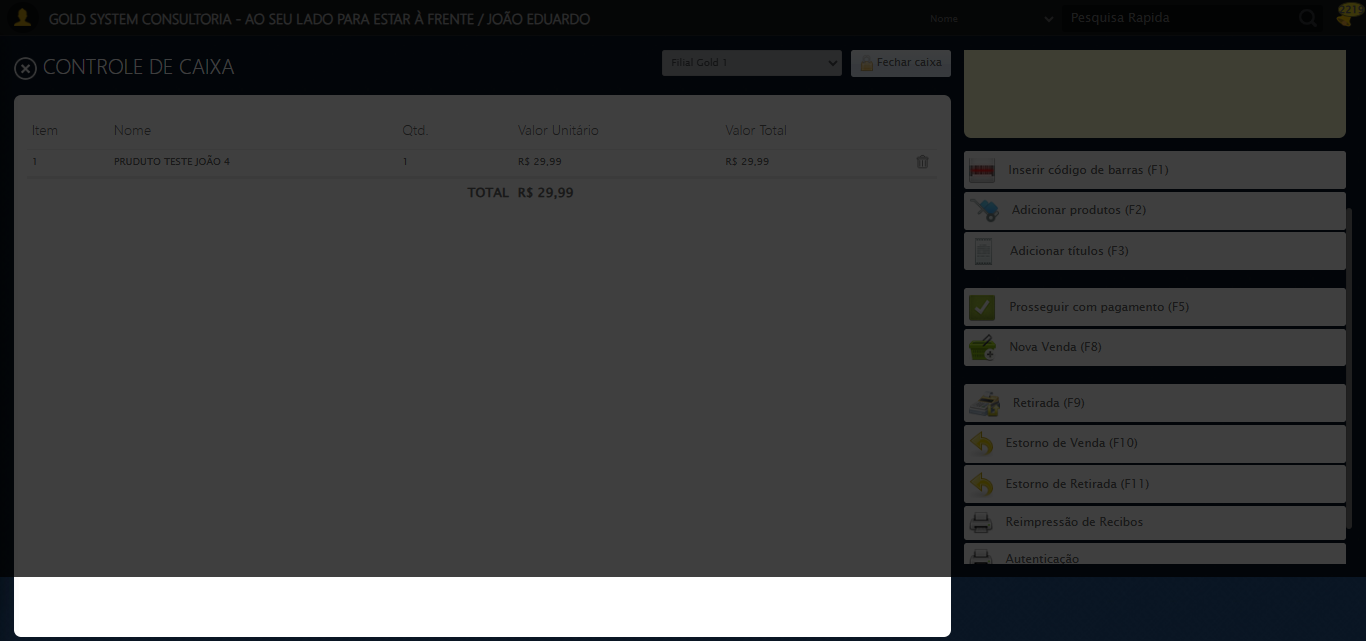 GOLD SYSTEM CONSULTORIA - AO SEU LADO PARA ESTAR À FRENTE / JOÃO EDUARDO
Nome
Pesquisa Rapida
CONTROLE DE CAIXA
Filial Gold 1
Fechar caixa
Item Nome Qtd. Valor Unitário Valor Total
1 PRUDUTO TESTE JOÃO 4 1 R$ 29,99 R$ 29,99
TOTAL R$ 29,99
Inserir código de barras (F1)
Adicionar produtos (F2)
Adicionar títulos (F3)
Prosseguir com pagamento (F5)
Nova Venda (F8)
Retirada (F9)
Estorno de Venda (F10)
Estorno de Retirada (F11)
Reimpressão de Recibos
Autenticação